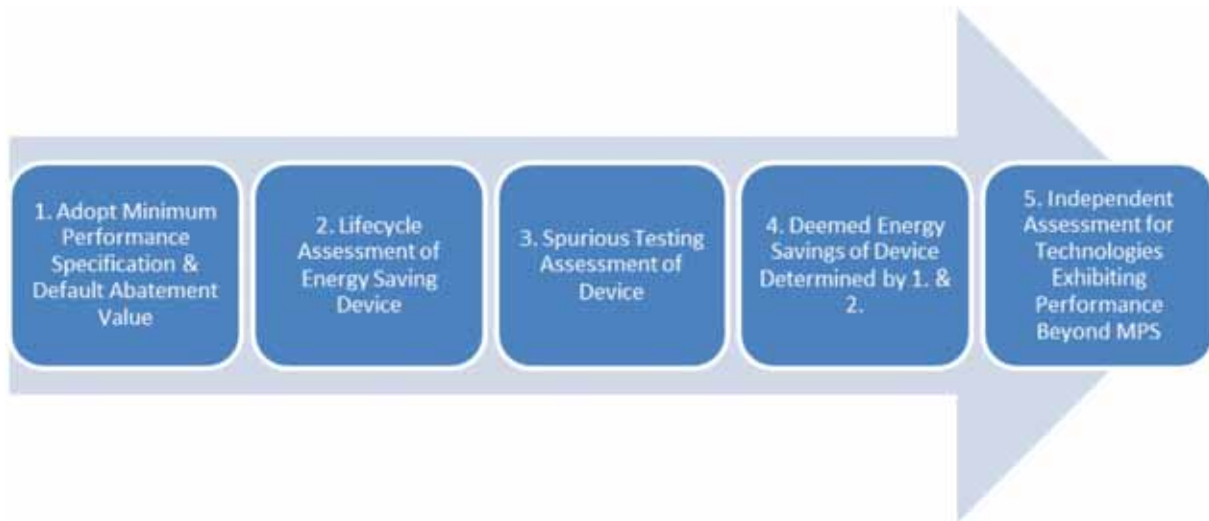 1. Adopt Minimum
Performance
Specification &
Default Abatement
Value
2. Lifecycle
Assessment of
Energy Saving
Device
3. Spurious Testing
Assessment of
Device
4. Deemed Energy
Savings of Device
Determined by 1. &
2.
5. Independent
Assessment for
Technologies
Exhibiting
Performance
Beyond MPS